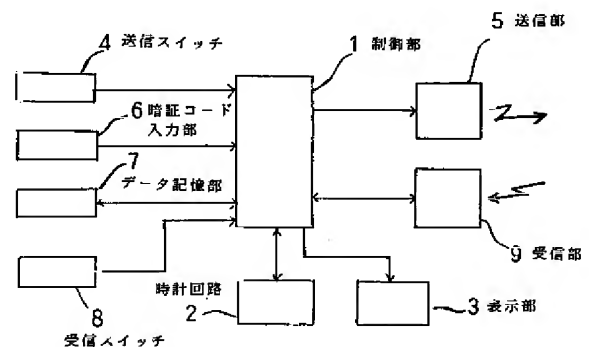 4 送信スイッチ
1 制御部
5 送信部
6 暗証コード
入力部
7
データ記憶部
8
受信スイッチ
時計回路
2
3 表示部
9 受信部